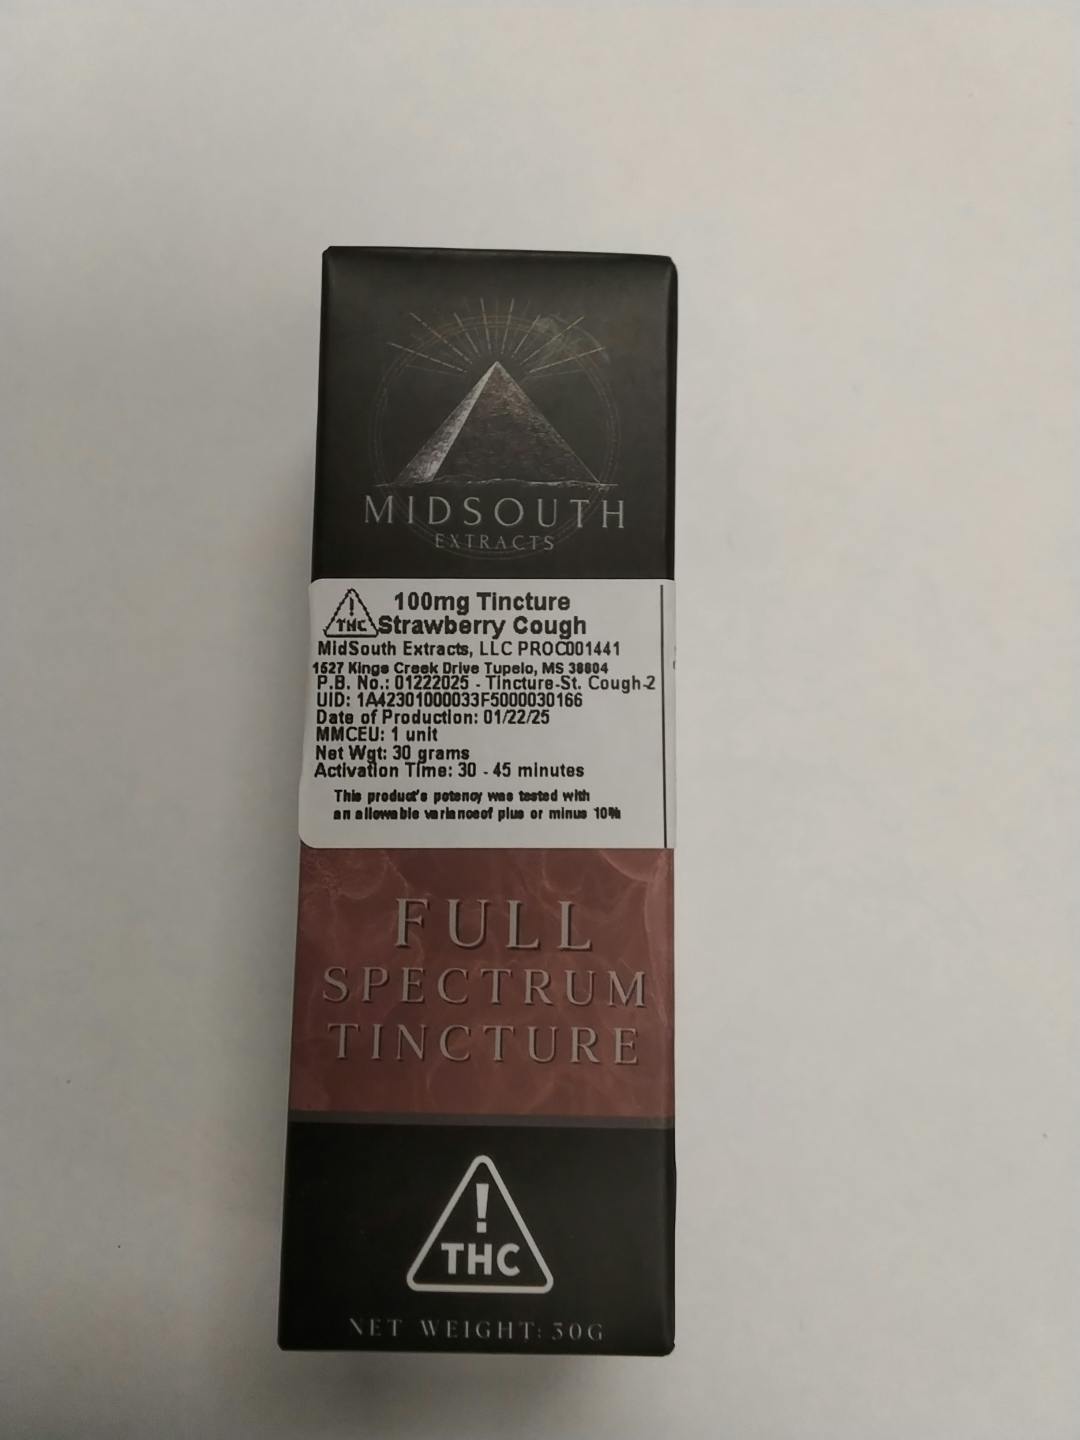 MIDSOUTH
EXTRACTS
!
THC
100mg Tincture
Strawberry Cough
MidSouth Extracts, LLC PROC001441
1527 Kings Creek Drive Tupelo, MS 38804
P.B. No.: 01222025 - Tincture-St. Cough-2
UID: 1A42301000033F5000030166
Date of Production: 01/22/25
MMCEU: 1 unit
Net Wgt: 30 grams
Activation Time: 30 - 45 minutes
This product's potency was tested with
an allowable varianceof plus or minus 10%
FULL
SPECTRUM
TINCTURE
!
THC
NET WEIGHT: 30G